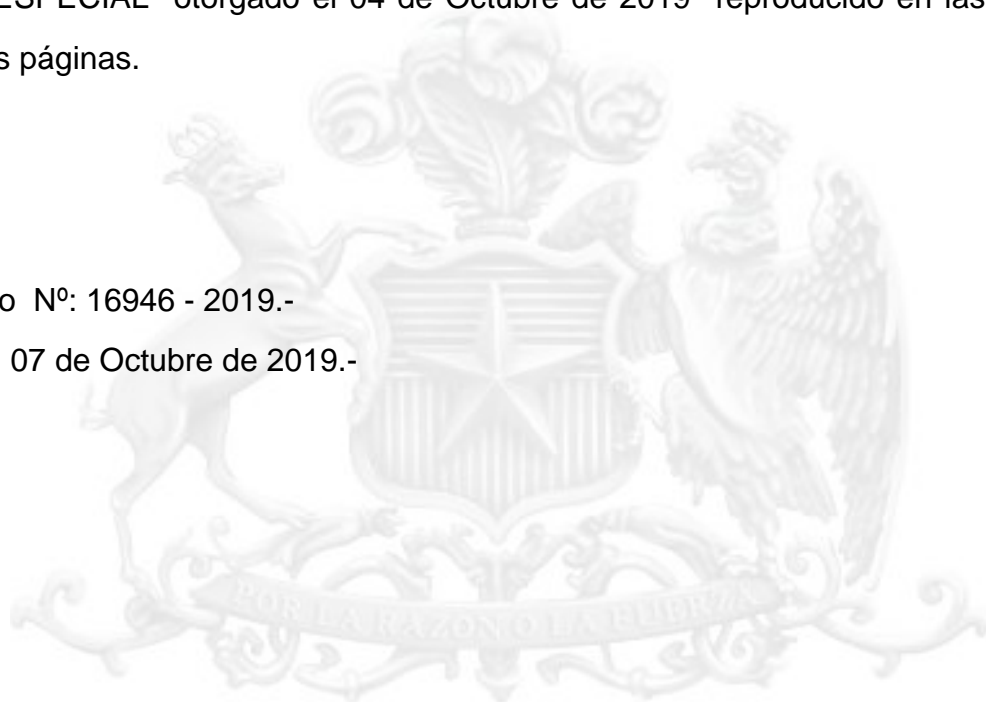 ESPECIAL" otorgado el 04 de Octubre de 2019 reproducido en las
s páginas.
o Nº: 16946 - 2019.-
07 de Octubre de 2019.-
POR LA RAZON O LA FUERZA